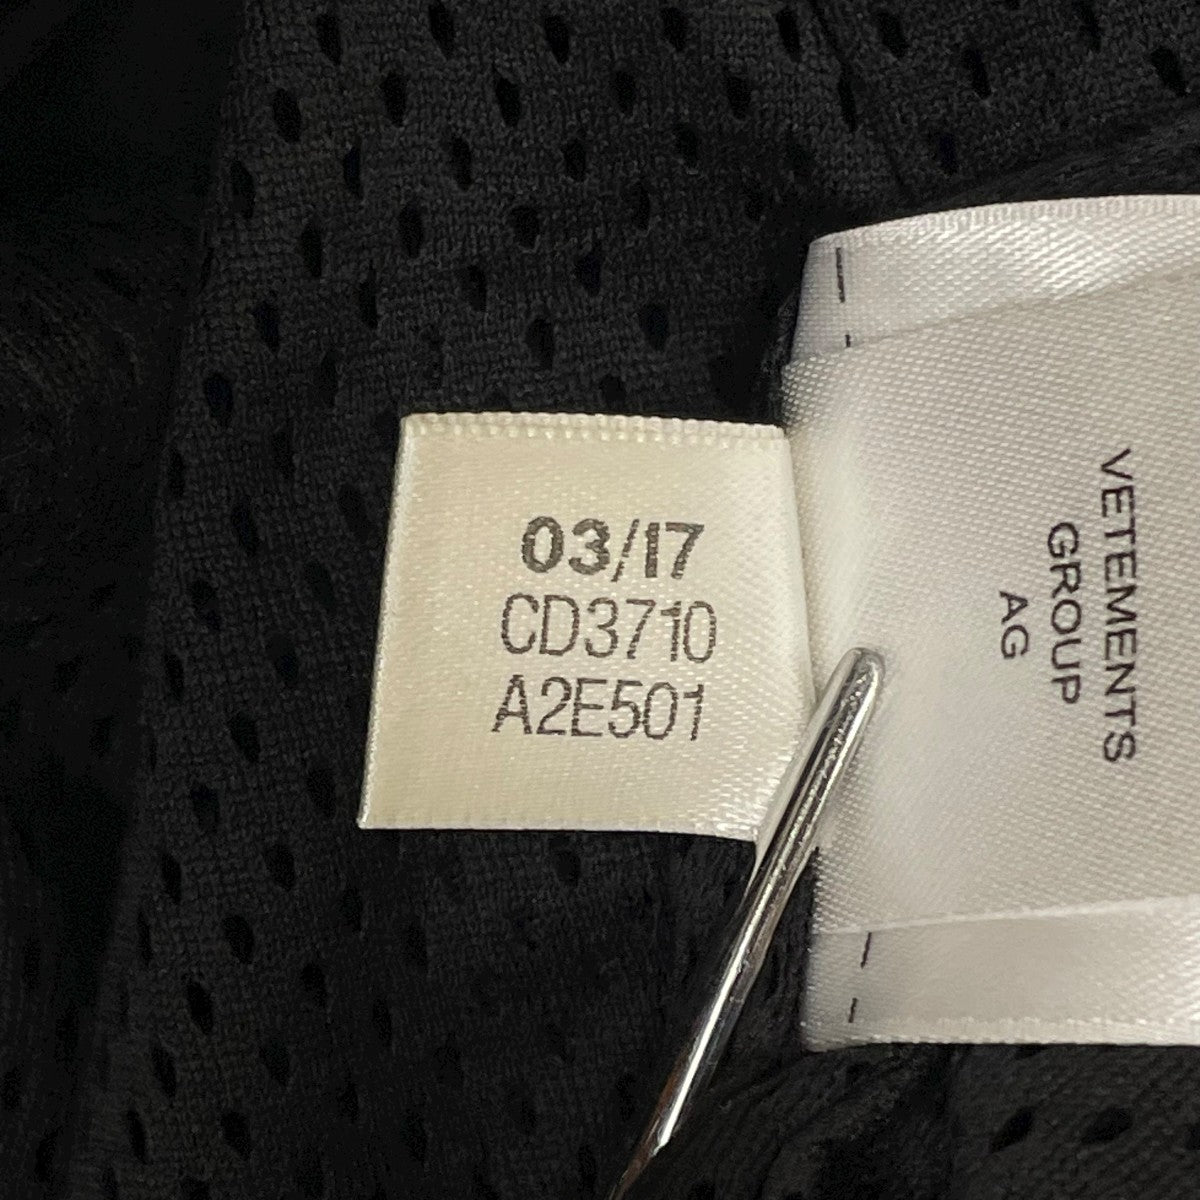 03/17
CD3710
A2E501
VETEMENTS
GROUP
AG